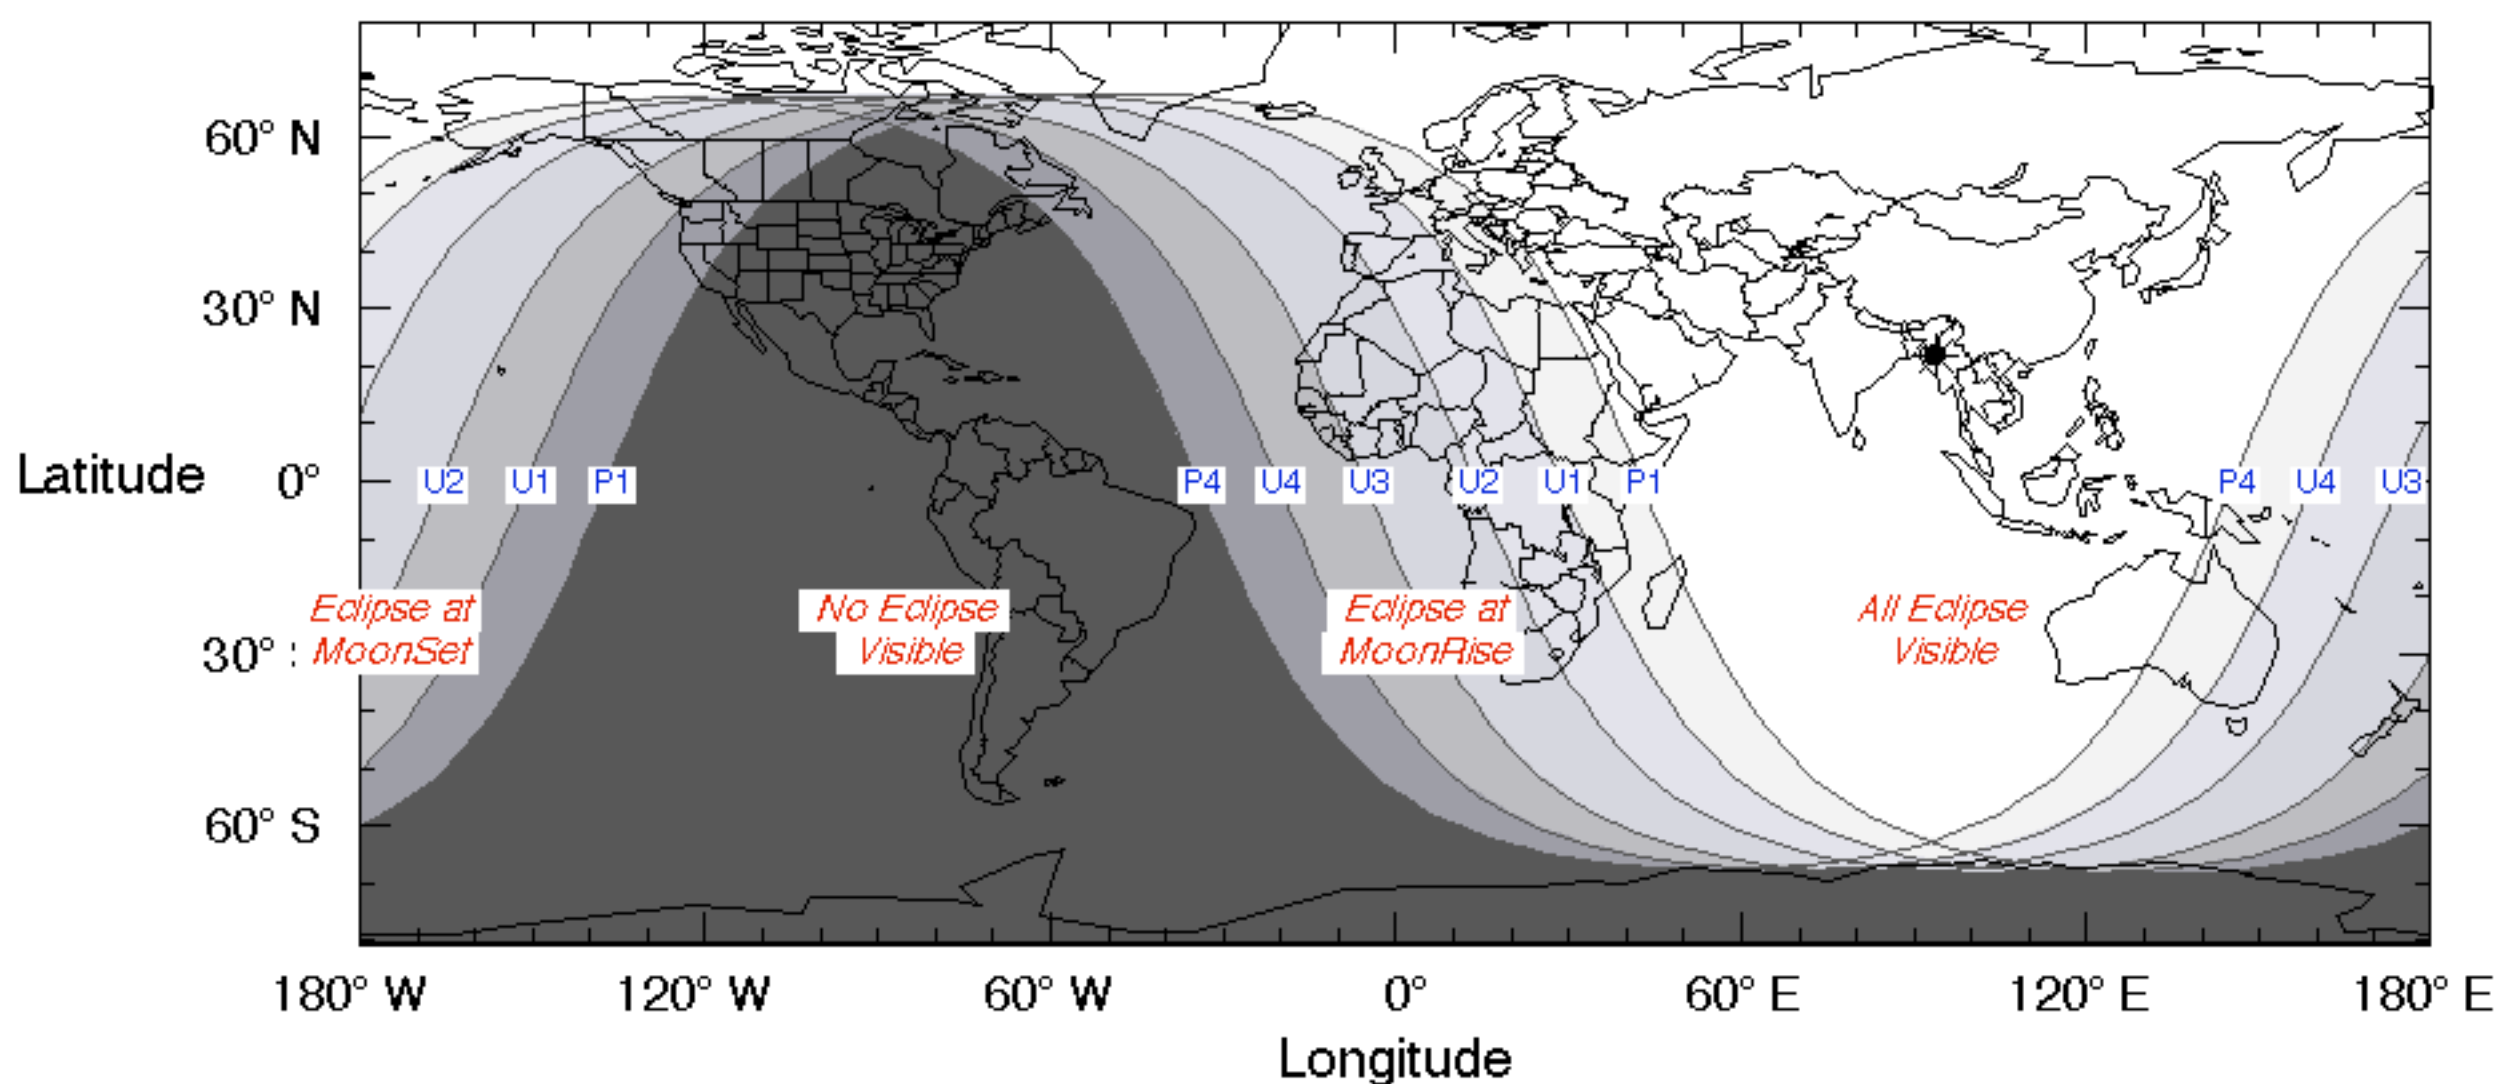 60° N
30° N
Latitude 0°
U2 U1 P1 P4 U4 U3 U2 U1 P1 P4 U4 U3
Eclipse at
MoonSet
No Eclipse
Visible
Eclipse at
MoonRise
All Eclipse
Visible
30° :
60° S
180° W 120° W 60° W 0° 60° E 120° E 180° E
Longitude